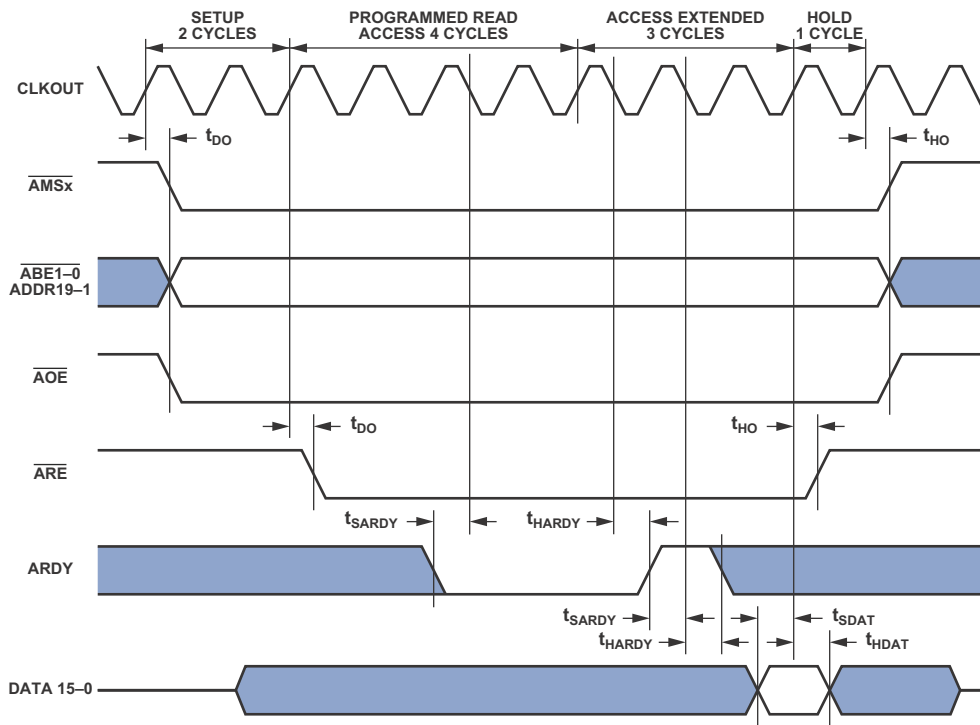 SETUP
2 CYCLES
PROGRAMMED READ
ACCESS 4 CYCLES
ACCESS EXTENDED
3 CYCLES
HOLD
1 CYCLE
CLKOUT
tDO
tHO
AMSx
ABE1–0
ADDR19–1
AOE
tDO
tHO
ARE
tSARDY
tHARDY
ARDY
tSARDY
tSDAT
tHARDY
tHDAT
DATA 15–0